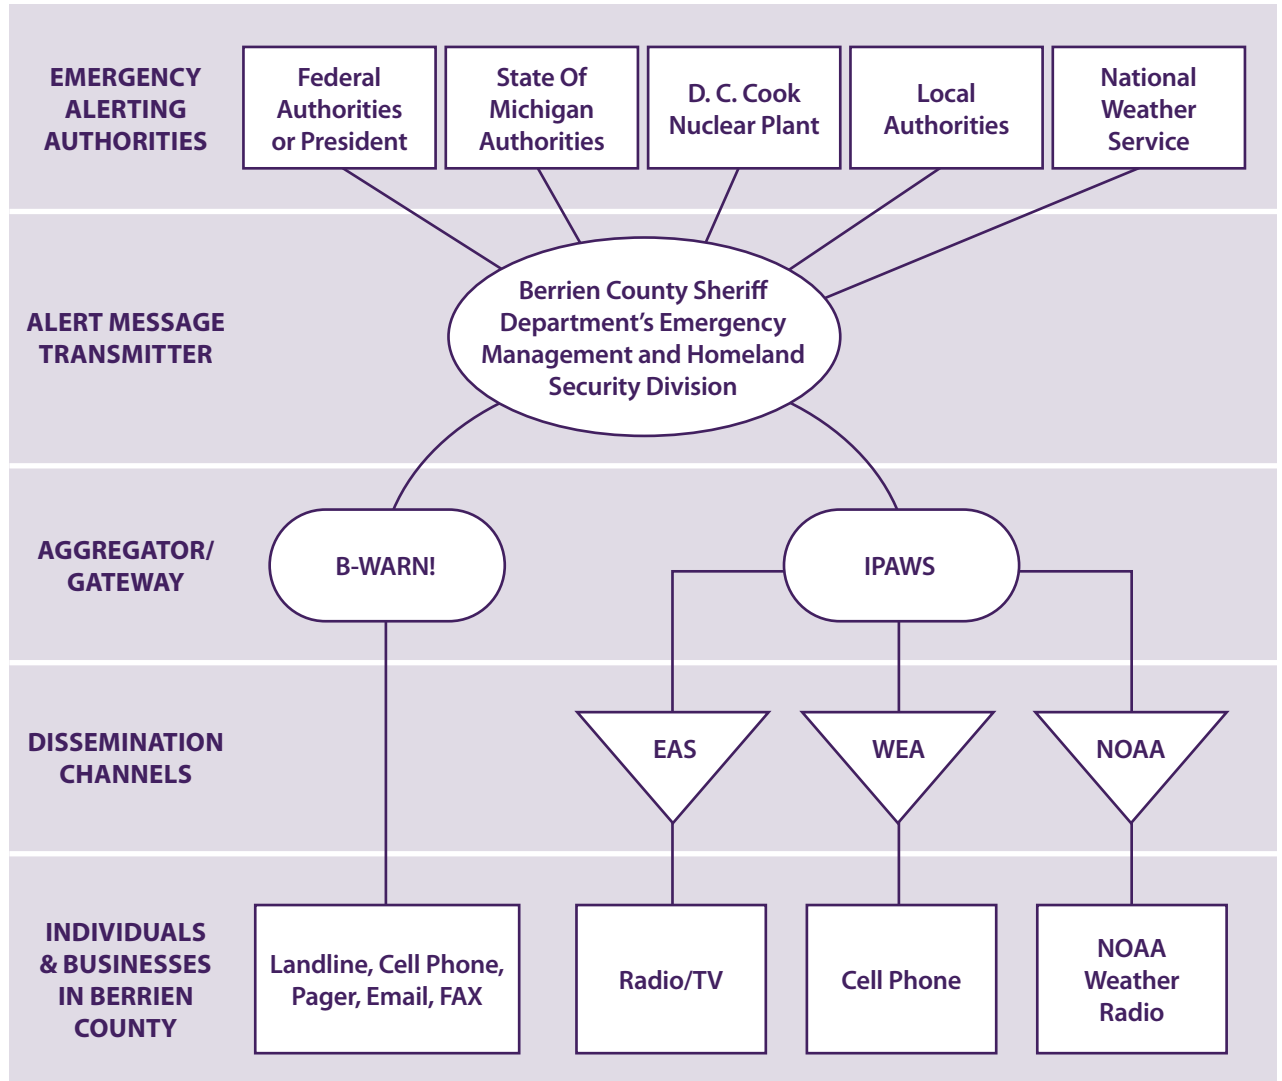 EMERGENCY
ALERTING
AUTHORITIES
Federal
Authorities
or President
State Of
Michigan
Authorities
D. C. Cook
Nuclear Plant
Local
Authorities
National
Weather
Service
ALERT MESSAGE
TRANSMITTER
Berrien County Sheriff
Department’s Emergency
Management and Homeland
Security Division
AGGREGATOR/
GATEWAY
B-WARN!
IPAWS
DISSEMINATION
CHANNELS
EAS
WEA
NOAA
INDIVIDUALS
& BUSINESSES
IN BERRIEN
COUNTY
Landline, Cell Phone,
Pager, Email, FAX
Radio/TV
Cell Phone
NOAA
Weather
Radio